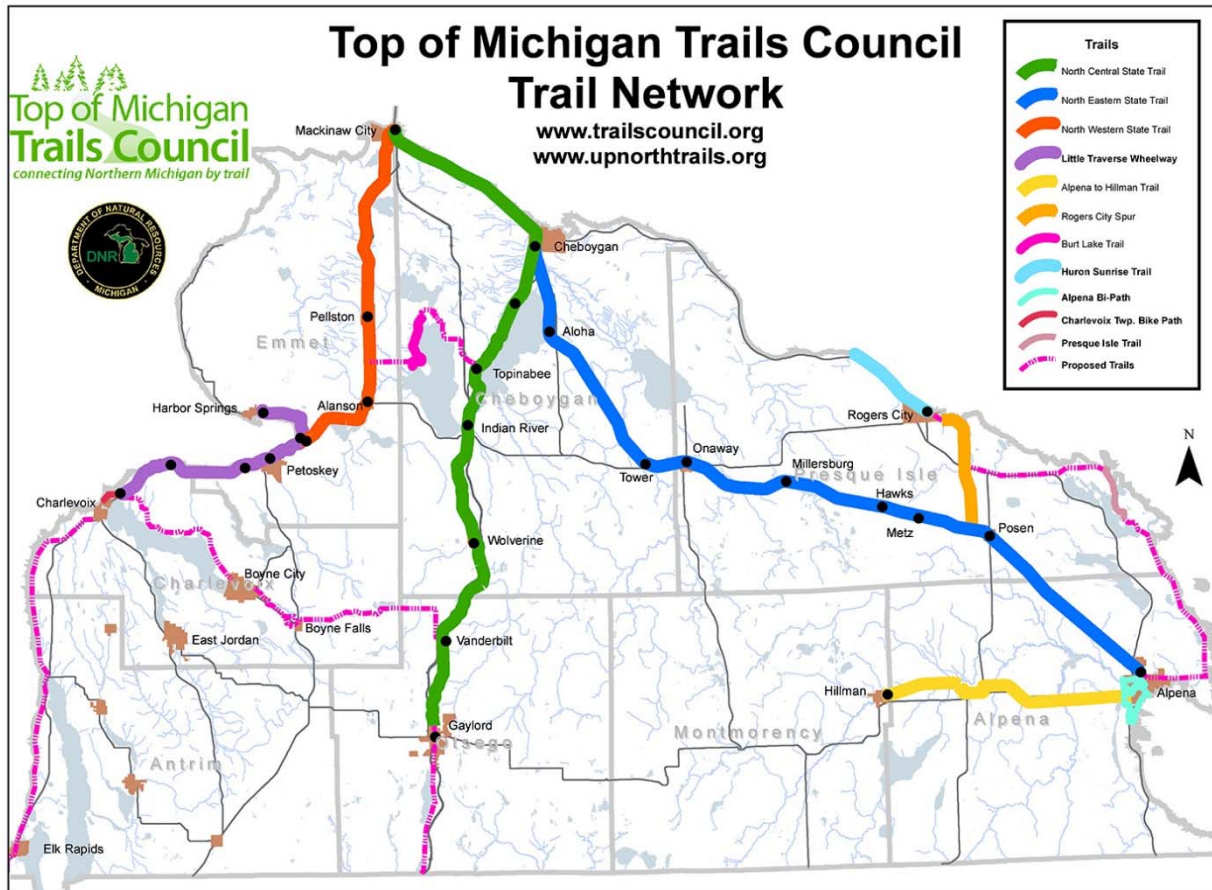 Top of Michigan Trails Council
Trail Network
www.trailscouncil.org
www.upnorthtrails.org
Top of Michigan
Trails Council
connecting Northern Michigan by trail
DEPARTMENT OF NATURAL RESOURCES
DNR
MICHIGAN
Trails
North Central State Trail
North Eastern State Trail
North Western State Trail
Little Traverse Wheelway
Alpena to Hillman Trail
Rogers City Spur
Burt Lake Trail
Huron Sunrise Trail
Alpena Bi-Path
Charlevoix Twp. Bike Path
Presque Isle Trail
Proposed Trails
N
Mackinaw City
Cheboygan
Pellston
Emmet
Aloha
Topinabee
Cheboygan
Harbor Springs
Alanson
Indian River
Rogers City
Petoskey
Tower
Onaway
Millersburg
Presque Isle
Charlevoix
Hawks
Metz
Posen
Wolverine
Boyne City
Charlevoix
Boyne Falls
East Jordan
Vanderbilt
Hillman
Alpena
Alpena
Gaylord
Otsego
Montmorency
Antrim
Elk Rapids